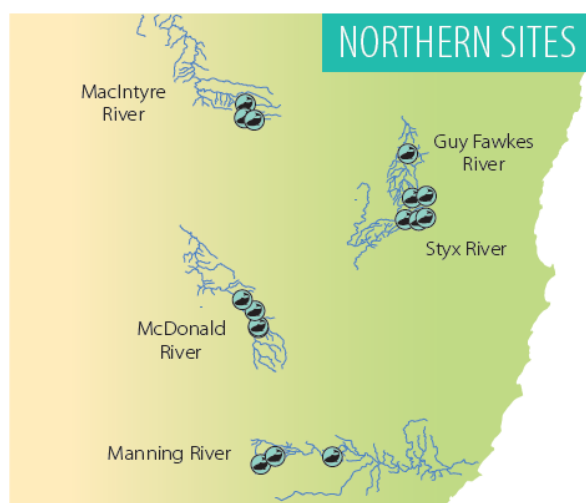 NORTHERN SITES
MacIntyre
River
Guy Fawkes
River
Styx River
McDonald
River
Manning River